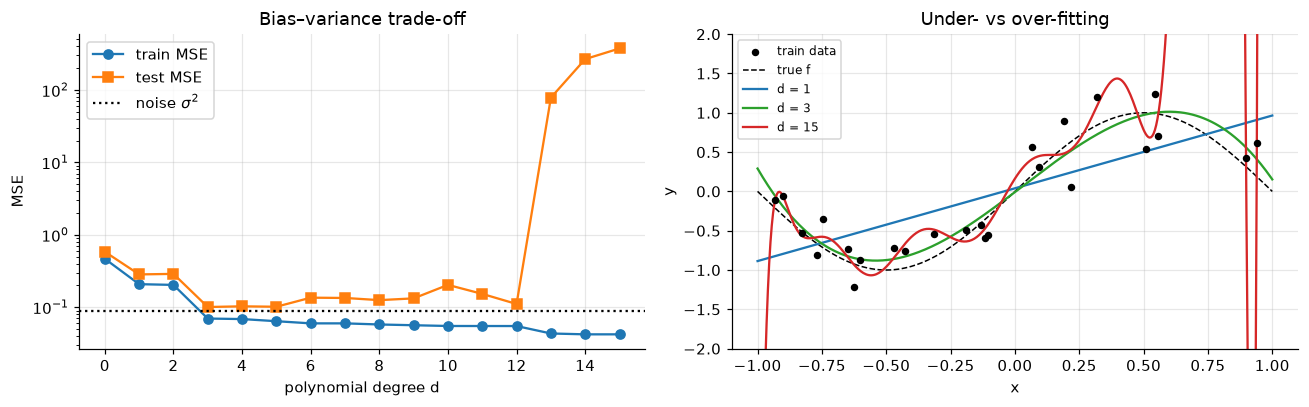 Bias–variance trade-off
train MSE
test MSE
noise σ²
MSE
10²
10¹
10⁰
10⁻¹
0 2 4 6 8 10 12 14
polynomial degree d
Under- vs over-fitting
train data
true f
d = 1
d = 3
d = 15
y
2.0
1.5
1.0
0.5
0.0
−0.5
−1.0
−1.5
−2.0
−1.00 −0.75 −0.50 −0.25 0.00 0.25 0.50 0.75 1.00
x